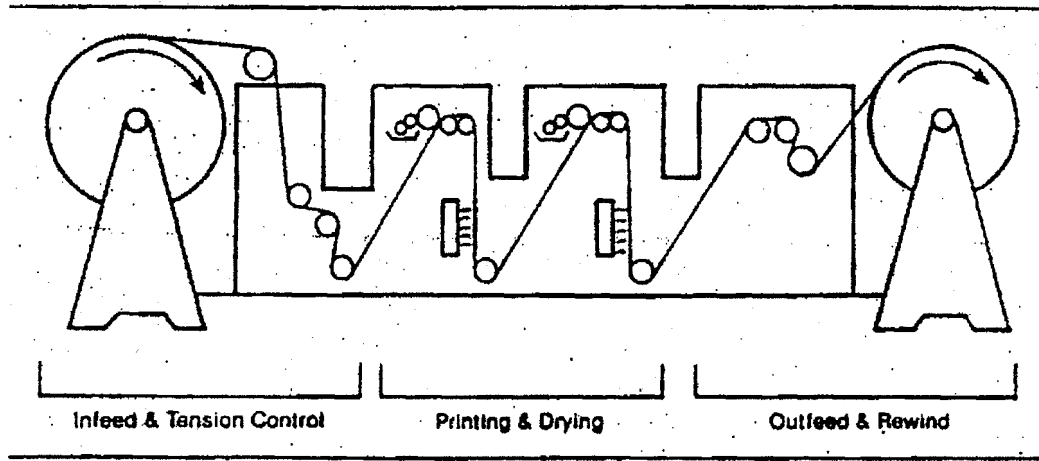 Infeed & Tension Control
Printing & Drying
Outfeed & Rewind